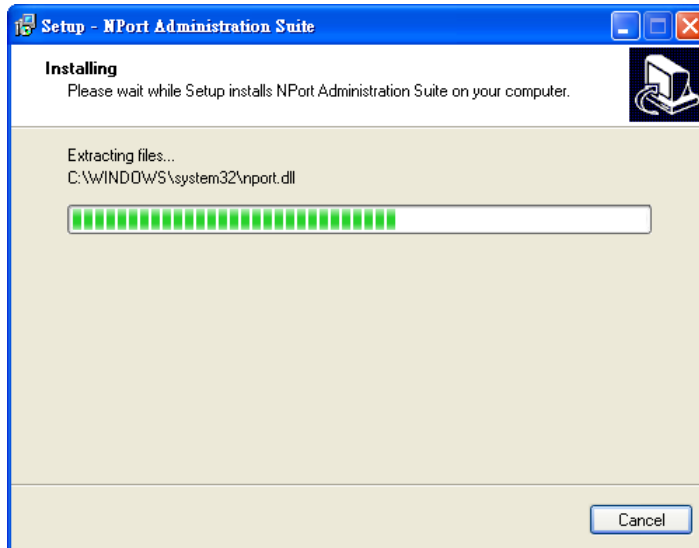 Setup - NPort Administration Suite
Installing
Please wait while Setup installs NPort Administration Suite on your computer.
Extracting files...
C:\WINDOWS\system32\nport.dll
Cancel